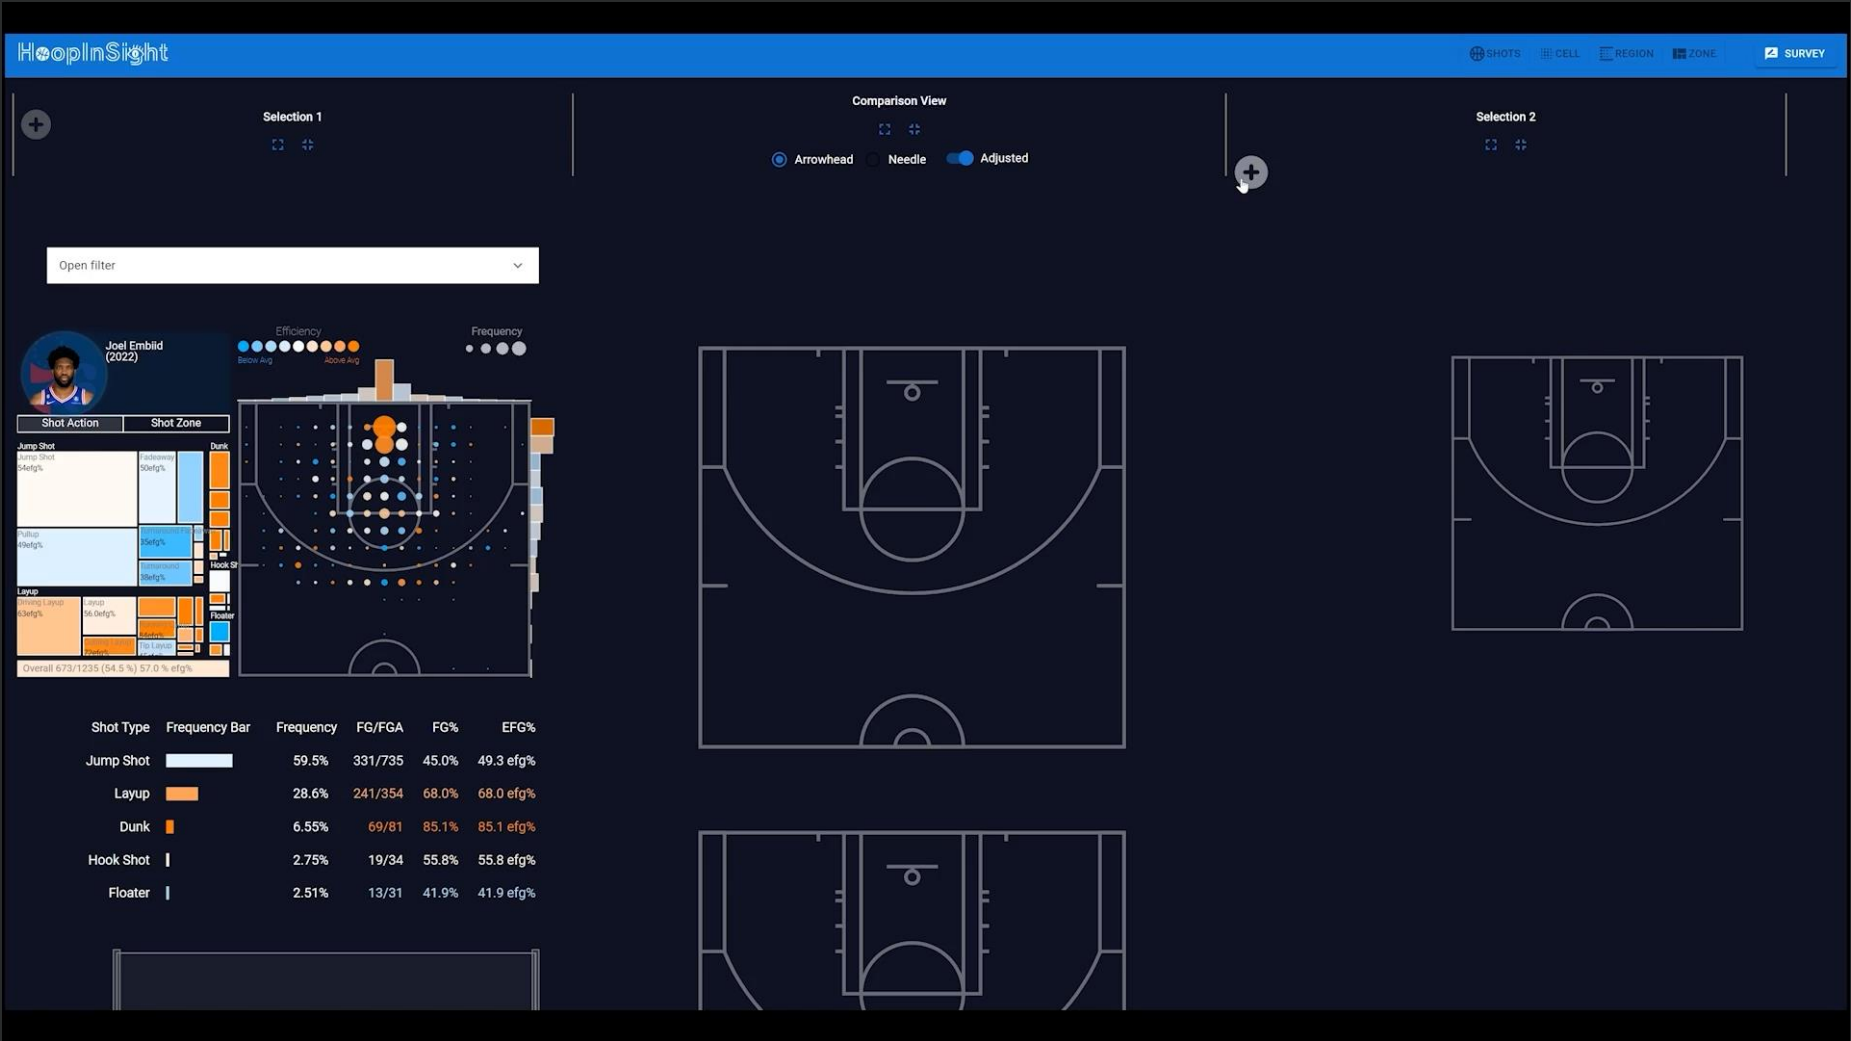 HoopInSight
SHOTS
CELL
REGION
ZONE
SURVEY
Selection 1
Comparison View
Arrowhead
Needle
Adjusted
Selection 2
Open filter
Joel Embiid
(2022)
Efficiency
Below Avg
Above Avg
Frequency
Shot Action
Shot Zone
Jump Shot
Dunk
Jump Shot
54efg%
Fadeaway
50efg%
Pullup
49efg%
35efg%
Turnaround
38efg%
Hook Sh
Layup
Driving Layup
63efg%
Layup
56.0efg%
72efg%
Tip Layup
Floater
Overall 673/1235 (54.5 %) 57.0 % efg%
Shot Type Frequency Bar Frequency FG/FGA FG% EFG%
Jump Shot 59.5% 331/735 45.0% 49.3 efg%
Layup 28.6% 241/354 68.0% 68.0 efg%
Dunk 6.55% 69/81 85.1% 85.1 efg%
Hook Shot 2.75% 19/34 55.8% 55.8 efg%
Floater 2.51% 13/31 41.9% 41.9 efg%